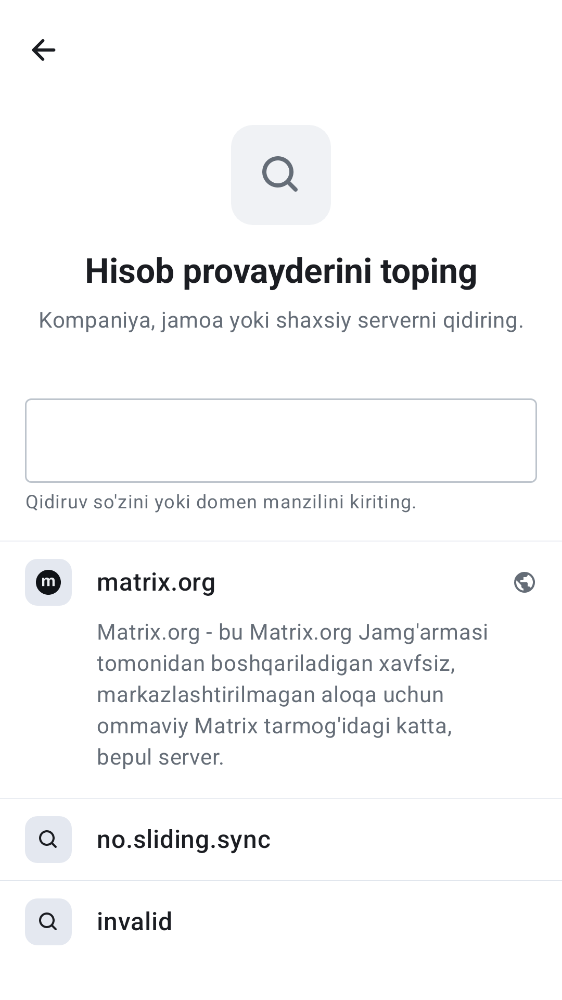 Hisob provayderini toping
Kompaniya, jamoa yoki shaxsiy serverni qidiring.
Qidiruv so'zini yoki domen manzilini kiriting.
m
matrix.org
Matrix.org - bu Matrix.org Jamg'armasi
tomonidan boshqariladigan xavfsiz,
markazlashtirilmagan aloqa uchun
ommaviy Matrix tarmog'idagi katta,
bepul server.
no.sliding.sync
invalid